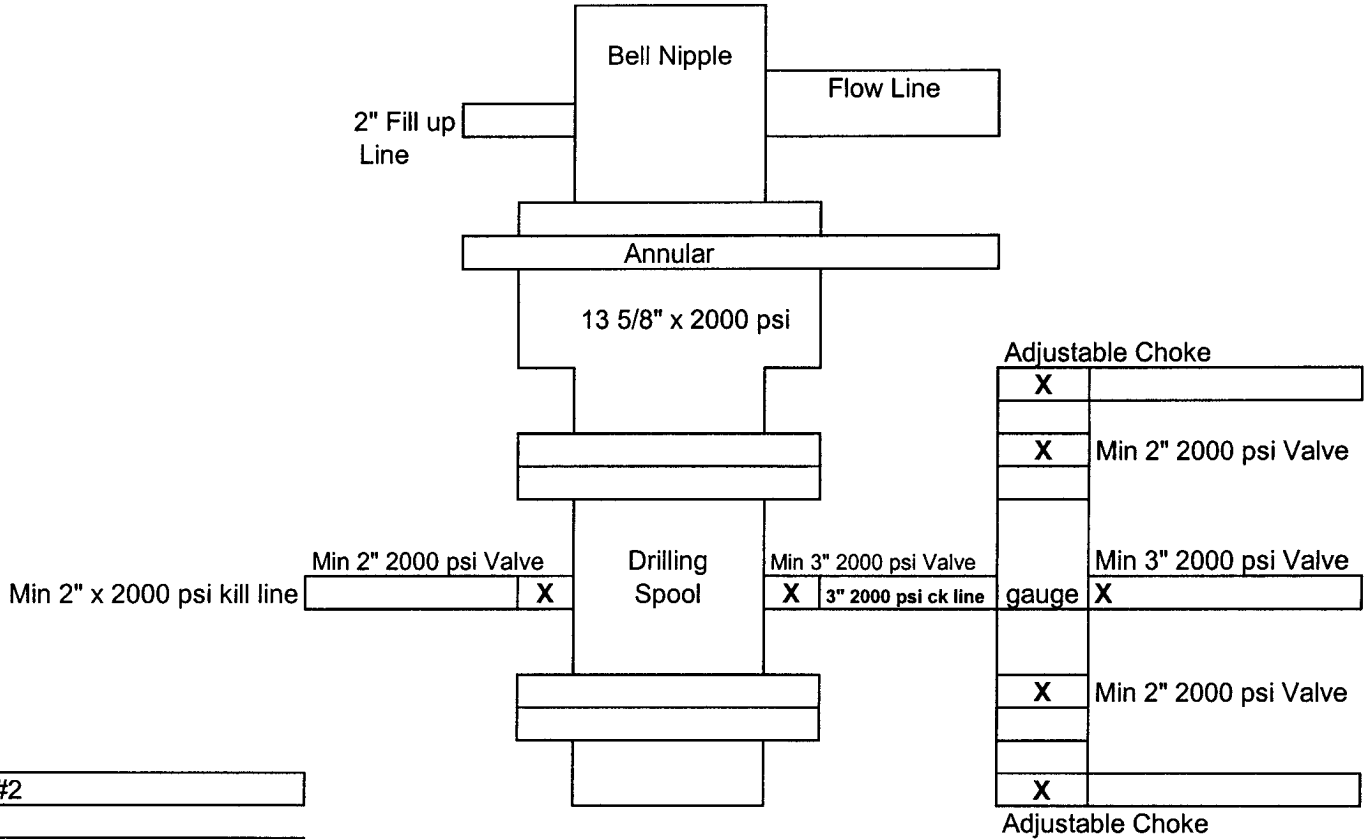 Bell Nipple
Flow Line
2" Fill up
Line
Annular
13 5/8" x 2000 psi
Adjustable Choke
X
X Min 2" 2000 psi Valve
Min 2" 2000 psi Valve
Drilling
Min 3" 2000 psi Valve
Min 3" 2000 psi Valve
Min 2" x 2000 psi kill line
X
Spool
X
3" 2000 psi ck line
gauge
X
X Min 2" 2000 psi Valve
#2
X
Adjustable Choke